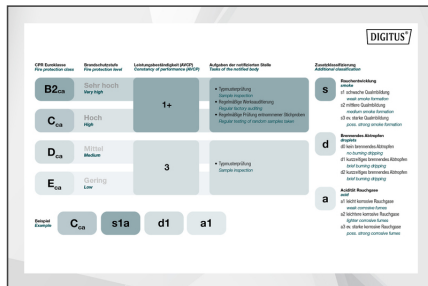 DIGITUS®
CPR Euroklasse
Fire protection class
Brandschutzstufe
Fire protection level
Leistungsbeständigkeit (AVCP)
Constancy of performance (AVCP)
Aufgaben der notifizierten Stelle
Tasks of the notified body
Zusatzklassifizierung
Additional classification
B2ca
Sehr hoch
Very high
Cca
Hoch
High
1+
• Typmusterprüfung
Sample inspection
• Regelmäßige Werksauditierung
Regular factory auditing
• Regelmäßige Prüfung entnommener Stichproben
Regular testing of random samples taken
Dca
Mittel
Medium
Eca
Gering
Low
3
• Typmusterprüfung
Sample inspection
s
Rauchentwicklung
smoke
s1 schwache Qualmbildung
weak smoke formation
s2 mittlere Qualmbildung
medium smoke formation
s3 ev. starke Qualmbildung
poss. strong smoke formation
d
Brennendes Abtropfen
droplets
d0 kein brennendes Abtropfen
no burning dripping
d1 kurzzeitiges brennendes Abtropfen
brief burning dripping
d2 kurzzeitiges brennendes Abtropfen
brief burning dripping
a
Acidität Rauchgase
acid
a1 leicht korrosive Rauchgase
weak corrosive fumes
a2 leichtere korrosive Rauchgase
lighter corrosive fumes
a3 ev. starke korrosive Rauchgase
poss. strong corrosive fumes
Beispiel
Example
Cca
s1a
d1
a1